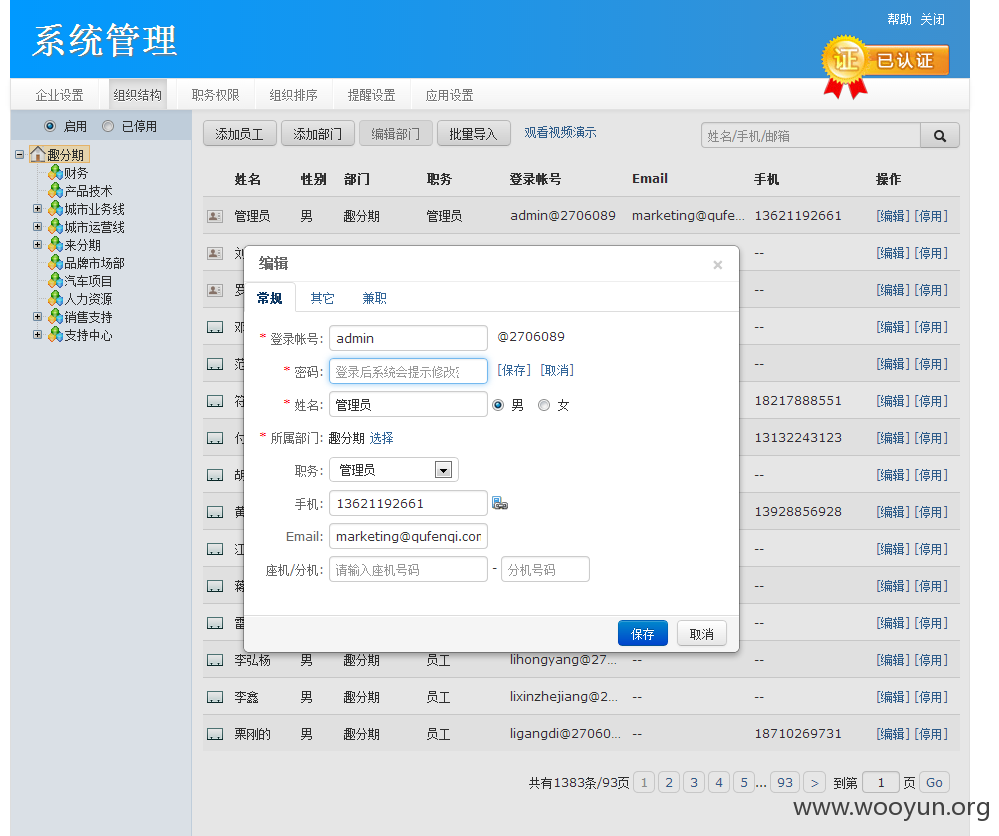 帮助 关闭
系统管理
证 已认证
企业设置 组织结构 职务权限 组织排序 提醒设置 应用设置
启用 已停用
添加员工 添加部门 编辑部门 批量导入 观看视频演示 姓名/手机/邮箱
趣分期
财务
产品技术
城市业务线
城市运营线
来分期
品牌市场部
汽车项目
人力资源
销售支持
支持中心
姓名 性别 部门 职务 登录帐号 Email 手机 操作
管理员 男 趣分期 管理员 admin@2706089 marketing@qufe... 13621192661 [编辑] [停用]
刘 -- [编辑] [停用]
罗 -- [编辑] [停用]
邓 -- [编辑] [停用]
范 -- [编辑] [停用]
符 18217888551 [编辑] [停用]
付 13132243123 [编辑] [停用]
胡 -- [编辑] [停用]
黄 13928856928 [编辑] [停用]
江 -- [编辑] [停用]
蒋 -- [编辑] [停用]
雷 -- [编辑] [停用]
李弘杨 男 趣分期 员工 lihongyang@27... -- -- [编辑] [停用]
李鑫 男 趣分期 员工 lixinzhejiang@2... -- -- [编辑] [停用]
栗刚的 男 趣分期 员工 ligangdi@27060... -- 18710269731 [编辑] [停用]
编辑 ×
常规 其它 兼职
* 登录帐号: admin @2706089
* 密码: 登录后系统会提示修改密 [保存] [取消]
* 姓名: 管理员 男 女
* 所属部门: 趣分期 选择
职务: 管理员
手机: 13621192661
Email: marketing@qufenqi.cor
座机/分机: 请输入座机号码 - 分机号码
保存 取消
共有1383条/93页 1 2 3 4 5 ... 93 > 到第 1 页 Go
www.wooyun.org